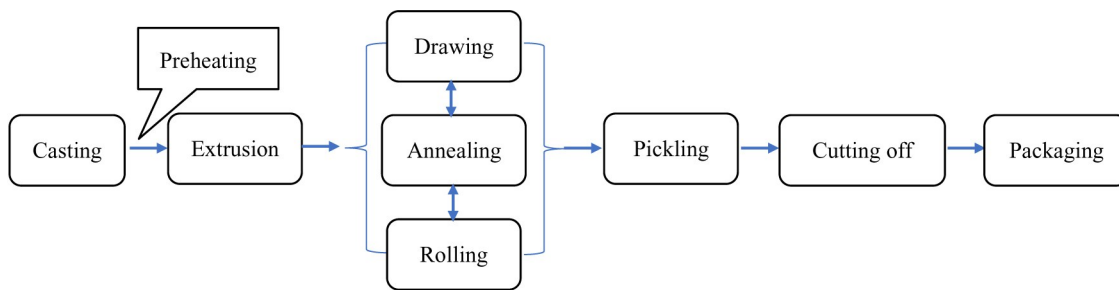 Preheating
Casting
Extrusion
Drawing
Annealing
Rolling
Pickling
Cutting off
Packaging